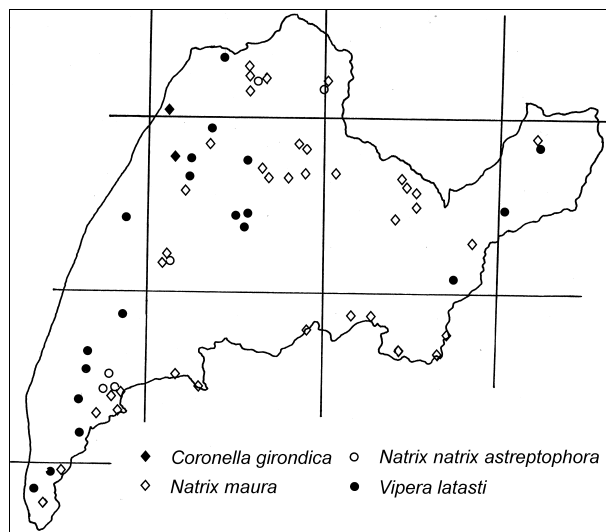 Coronella girondica
Natrix natrix astreptophora
Natrix maura
Vipera latasti